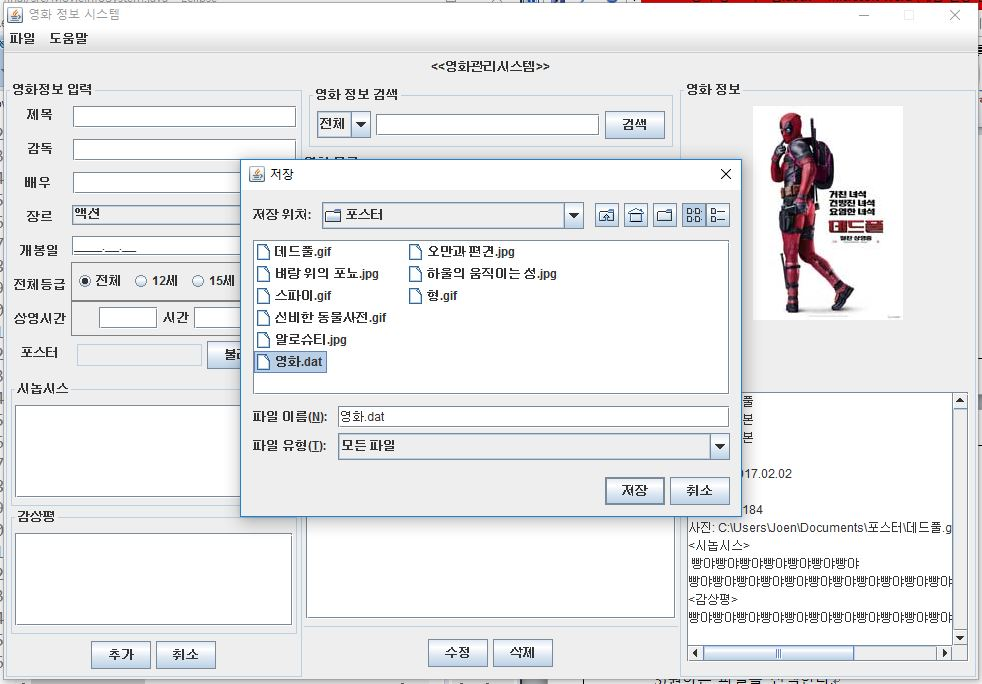 영화 정보 시스템
파일 도움말
<<영화관리시스템>>
영화정보 입력
제목
감독
배우
장르 액션
개봉일 ____.__.__
전체등급 전체 12세 15세
상영시간 시간
포스터
시놉시스
감상평
추가 취소
영화 정보 검색
전체 검색
수정 삭제
저장
저장 위치: 포스터
데드풀.gif
벼랑 위의 포뇨.jpg
스파이.gif
신비한 동물사전.gif
알로슈티.jpg
영화.dat
오만과 편견.jpg
하울의 움직이는 성.jpg
형.gif
파일 이름(N): 영화.dat
파일 유형(T): 모든 파일
저장 취소
영화 정보
거친 녀석
건방진 녀석
요염한 녀석
데드풀
풀
본
본
17.02.02
184
사진: C:\Users\Joen\Documents\포스터\데드풀.g
<시놉시스>
빵야빵야빵야빵야빵야빵야빵야
빵야빵야빵야빵야빵야빵야빵야빵야빵야빵야빵야
<감상평>
빵야빵야빵야빵야빵야빵야빵야빵야빵야빵야빵야